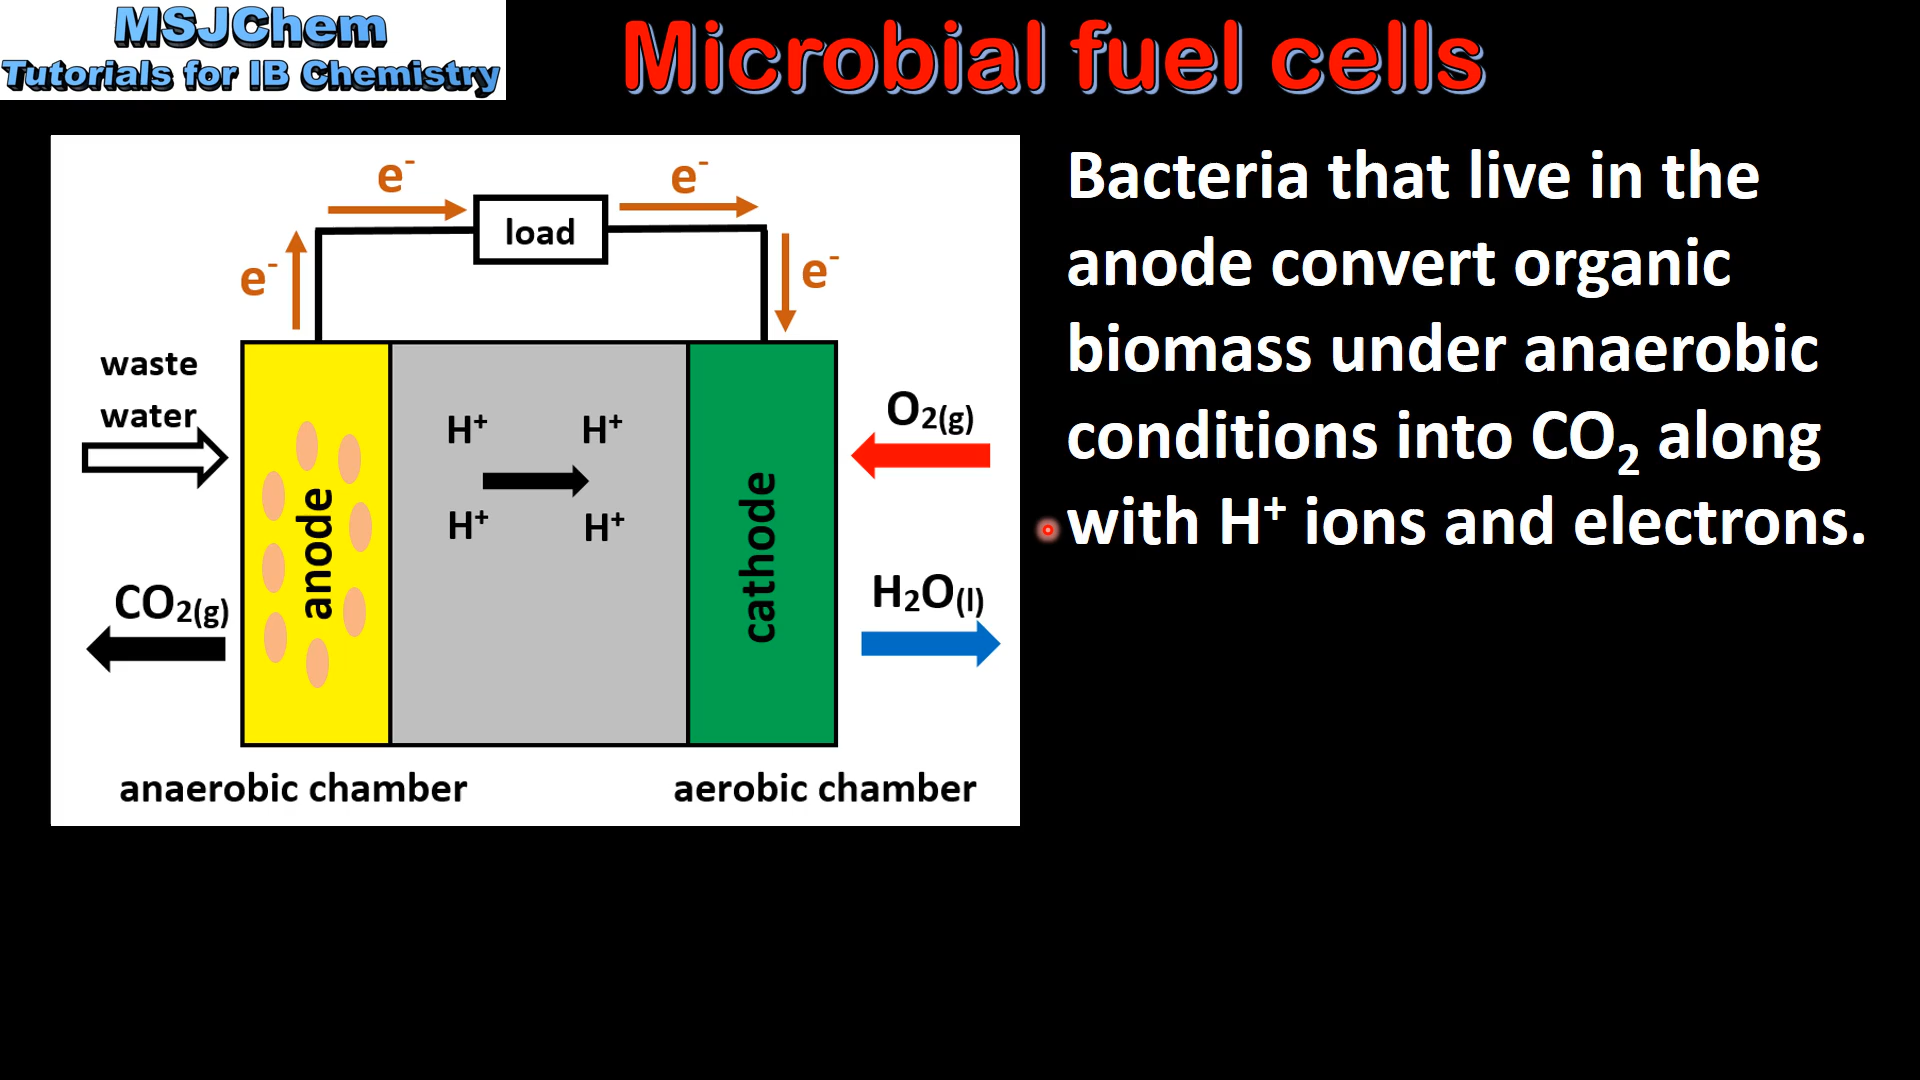 MSJChem
Tutorials for IB Chemistry
Microbial fuel cells
e⁻
e⁻
load
e⁻
e⁻
waste
water
anode
CO₂(g)
H⁺ H⁺
H⁺ H⁺
cathode
O₂(g)
H₂O(l)
anaerobic chamber
aerobic chamber
Bacteria that live in the
anode convert organic
biomass under anaerobic
conditions into CO₂ along
with H⁺ ions and electrons.